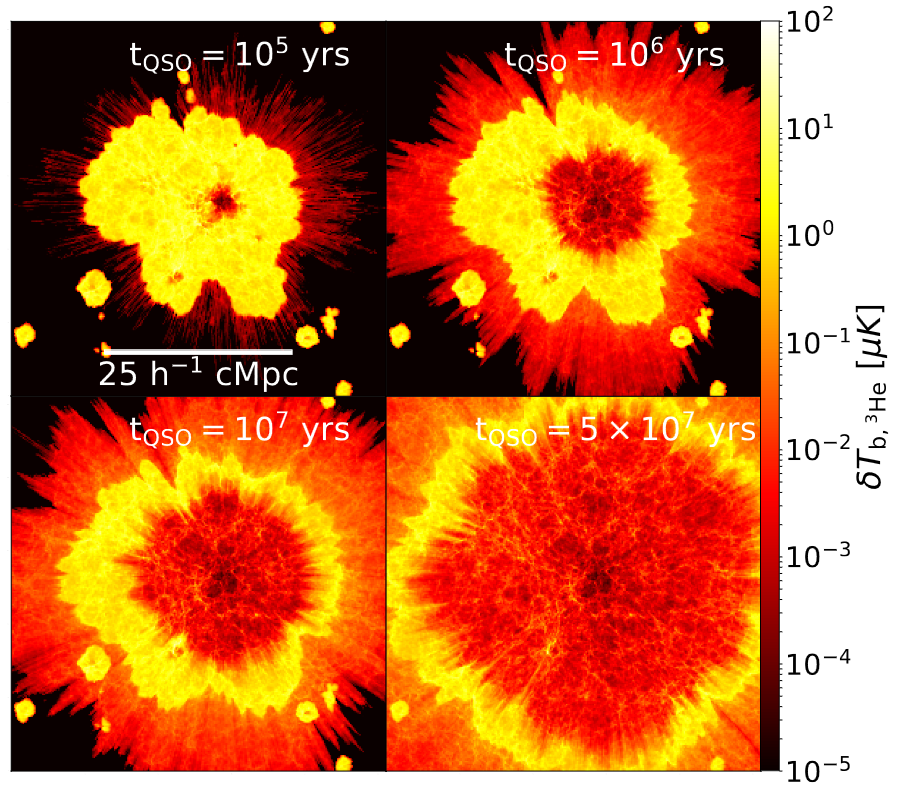 t_QSO = 10^5 yrs
t_QSO = 10^6 yrs
25 h^−1 cMpc
t_QSO = 10^7 yrs
t_QSO = 5 × 10^7 yrs
10^2
10^1
10^0
10^−1
10^−2
10^−3
10^−4
10^−5
δT_b, ^3He [μK]